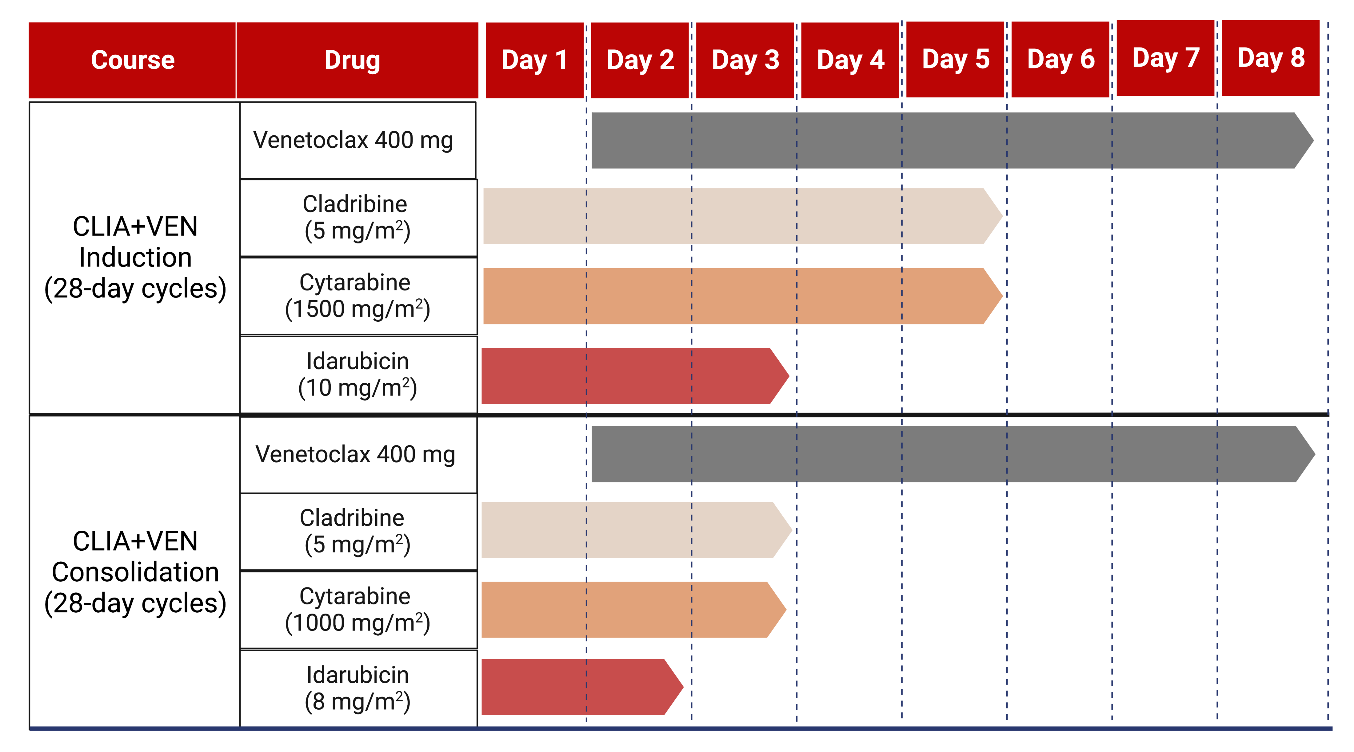 Course Drug Day 1 Day 2 Day 3 Day 4 Day 5 Day 6 Day 7 Day 8
CLIA+VEN
Induction
(28-day cycles)
Venetoclax 400 mg
Cladribine
(5 mg/m²)
Cytarabine
(1500 mg/m²)
Idarubicin
(10 mg/m²)
CLIA+VEN
Consolidation
(28-day cycles)
Venetoclax 400 mg
Cladribine
(5 mg/m²)
Cytarabine
(1000 mg/m²)
Idarubicin
(8 mg/m²)